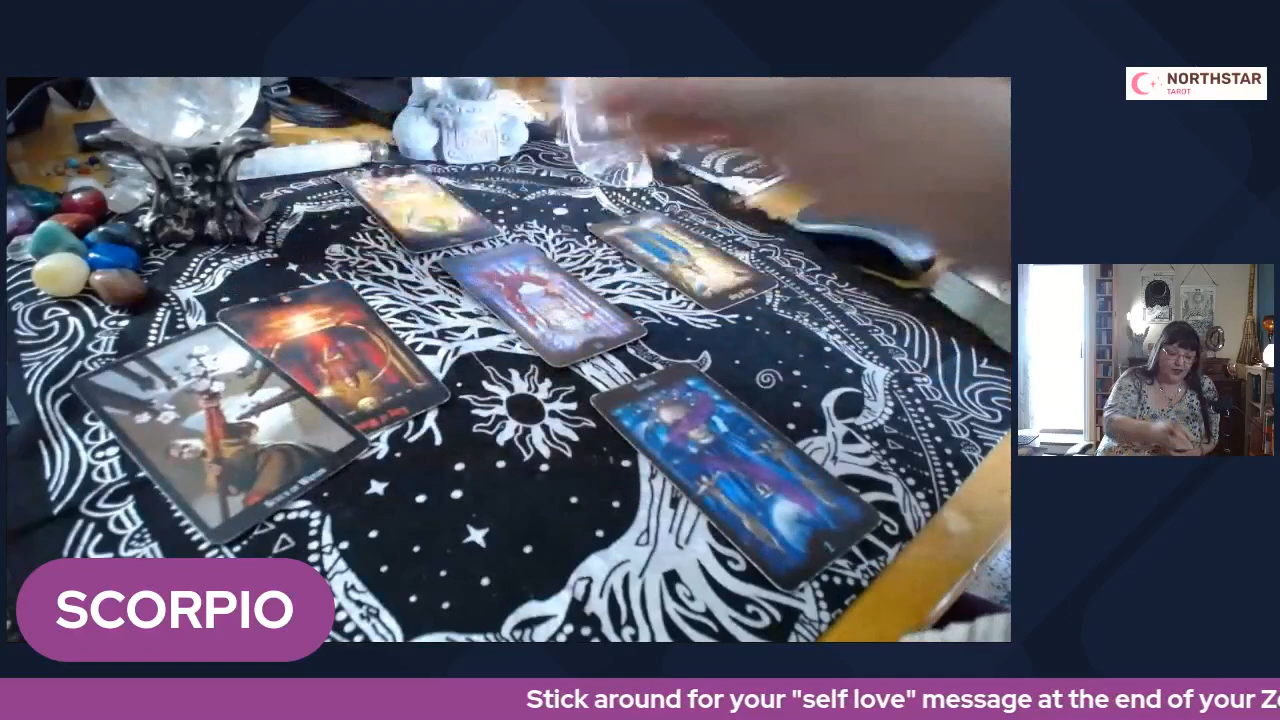 NORTHSTAR
TAROT
SCORPIO
Stick around for your "self love" message at the end of your Z